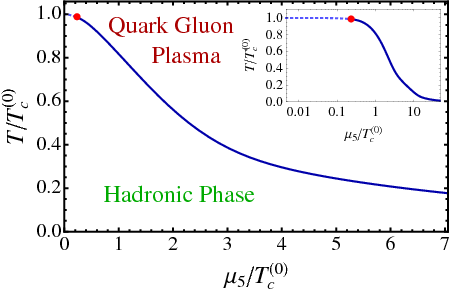 1.0
0.8
0.6
0.4
0.2
0.0
T/T_c^(0)
Quark Gluon
Plasma
Hadronic Phase
0 1 2 3 4 5 6 7
μ₅/T_c^(0)
1.0
0.8
0.6
0.4
0.2
0.0
T/T_c^(0)
0.01 0.1 1 10
μ₅/T_c^(0)